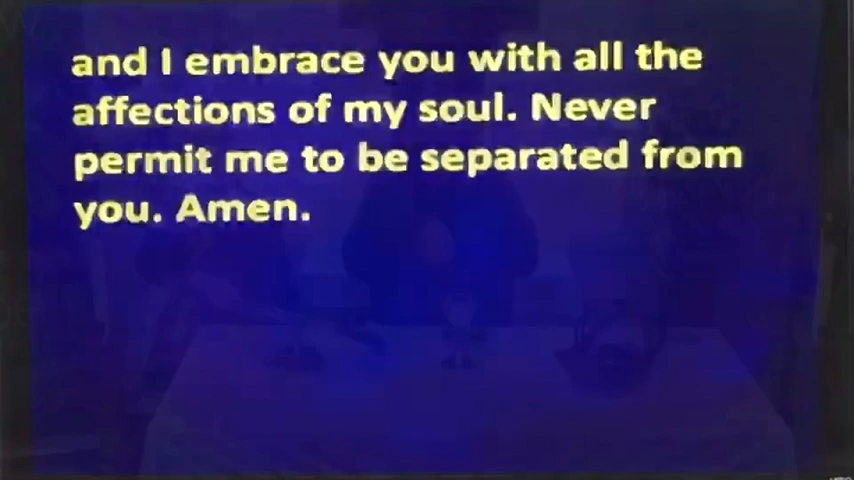 and I embrace you with all the
affections of my soul. Never
permit me to be separated from
you. Amen.